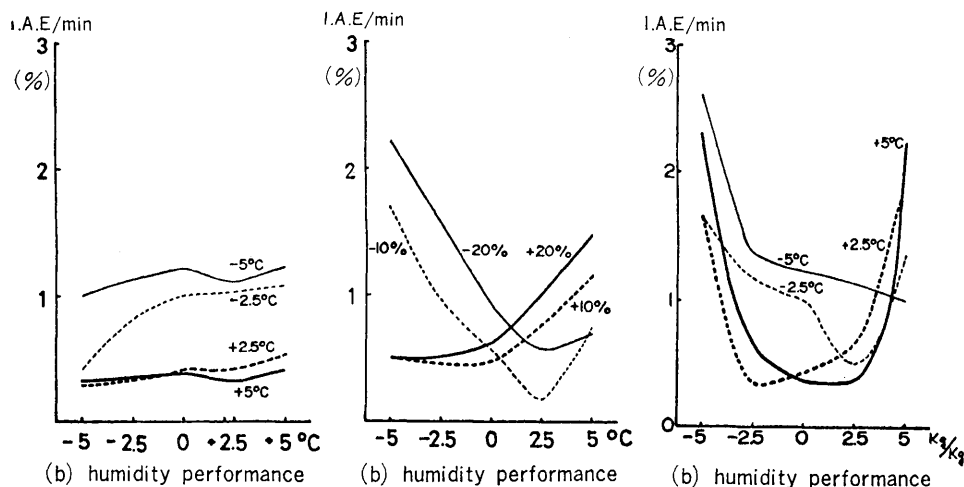 I.A.E/min
3
(%)
2
1
-5°C
-2.5°C
+2.5°C
+5°C
-5 -2.5 0 +2.5 +5 °C
(b) humidity performance
I.A.E/min
3
(%)
2
1
-10%
-20%
+20%
+10%
-5 -2.5 0 2.5 5 °C
(b) humidity performance
I.A.E/min
3
(%)
2
1
0
+5°C
+2.5°C
-5°C
-2.5°C
-5 -2.5 0 2.5 5 Kg/Kg
(b) humidity performance